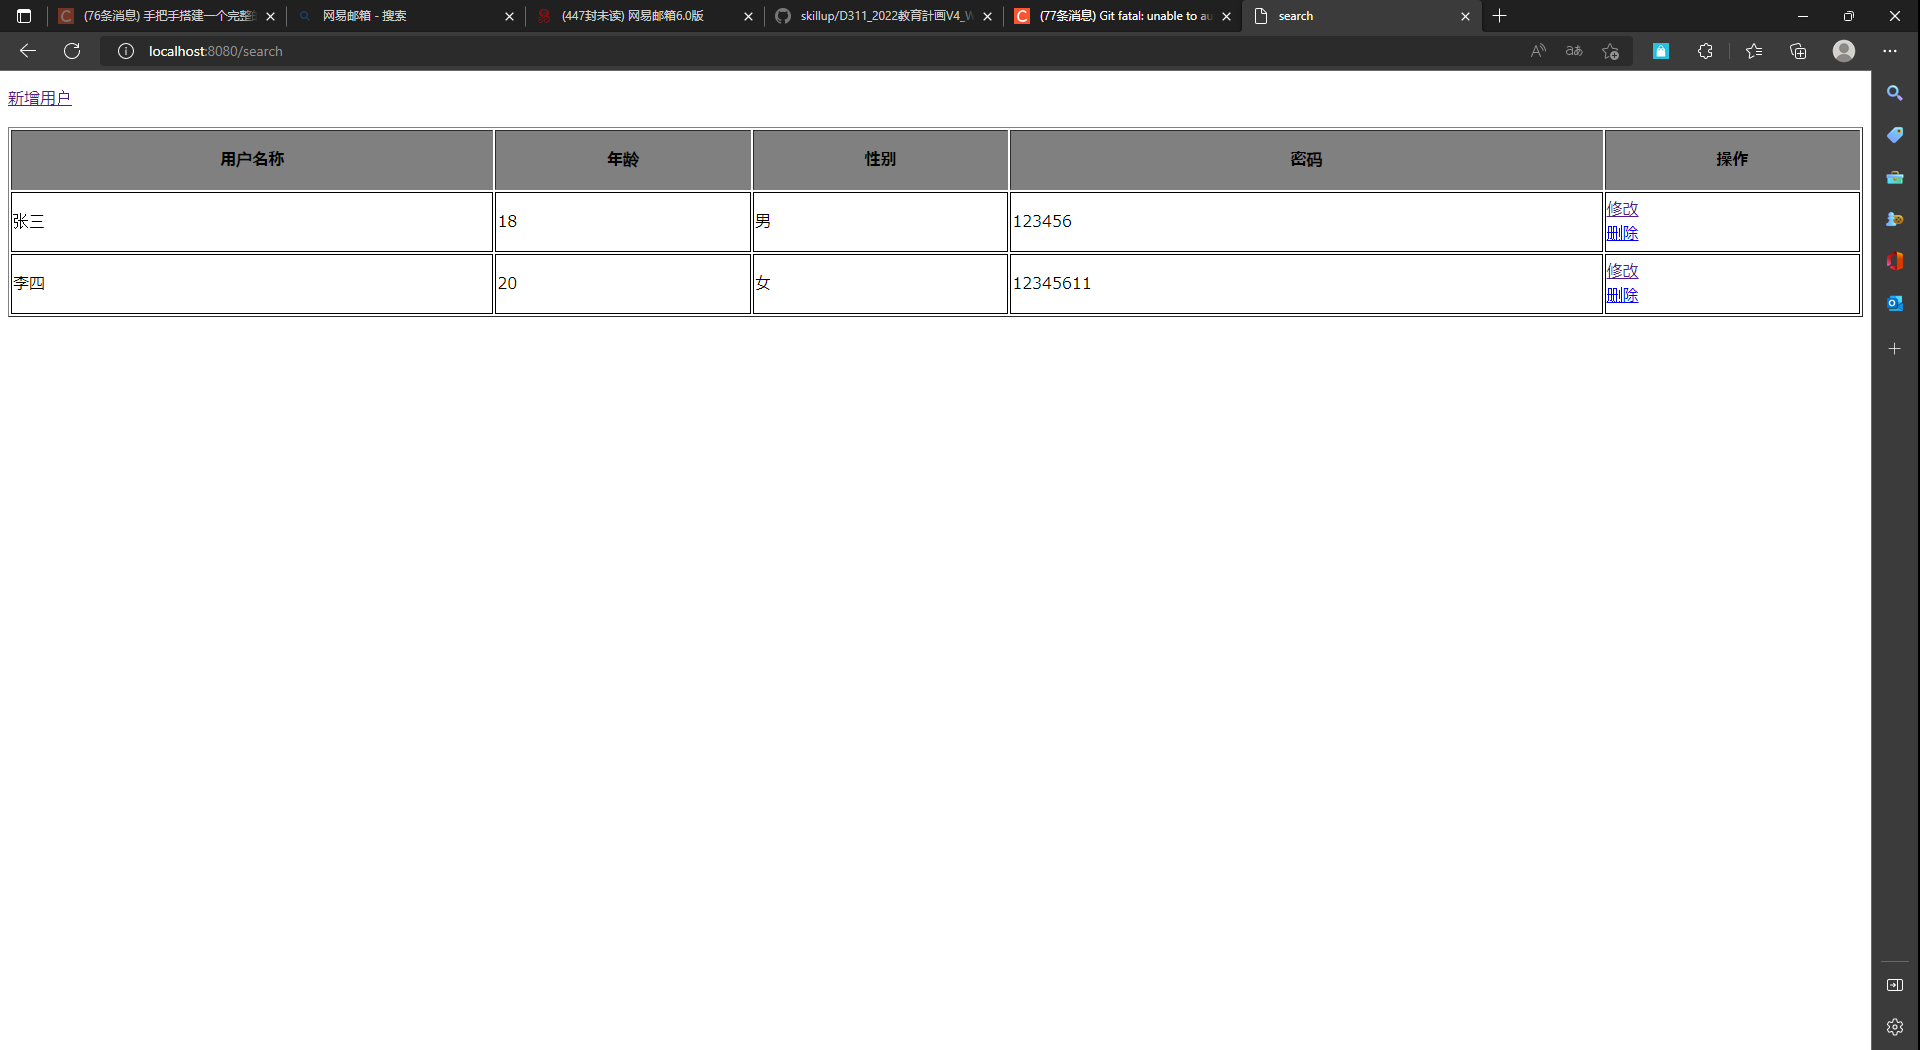 (76条消息) 手把手搭建一个完整
网易邮箱 - 搜索
(447封未读) 网易邮箱6.0版
skillup/D311_2022教育計画V4_W
(77条消息) Git fatal: unable to au
search
localhost:8080/search
新增用户
用户名称 年龄 性别 密码 操作
张三 18 男 123456 修改
删除
李四 20 女 12345611 修改
删除